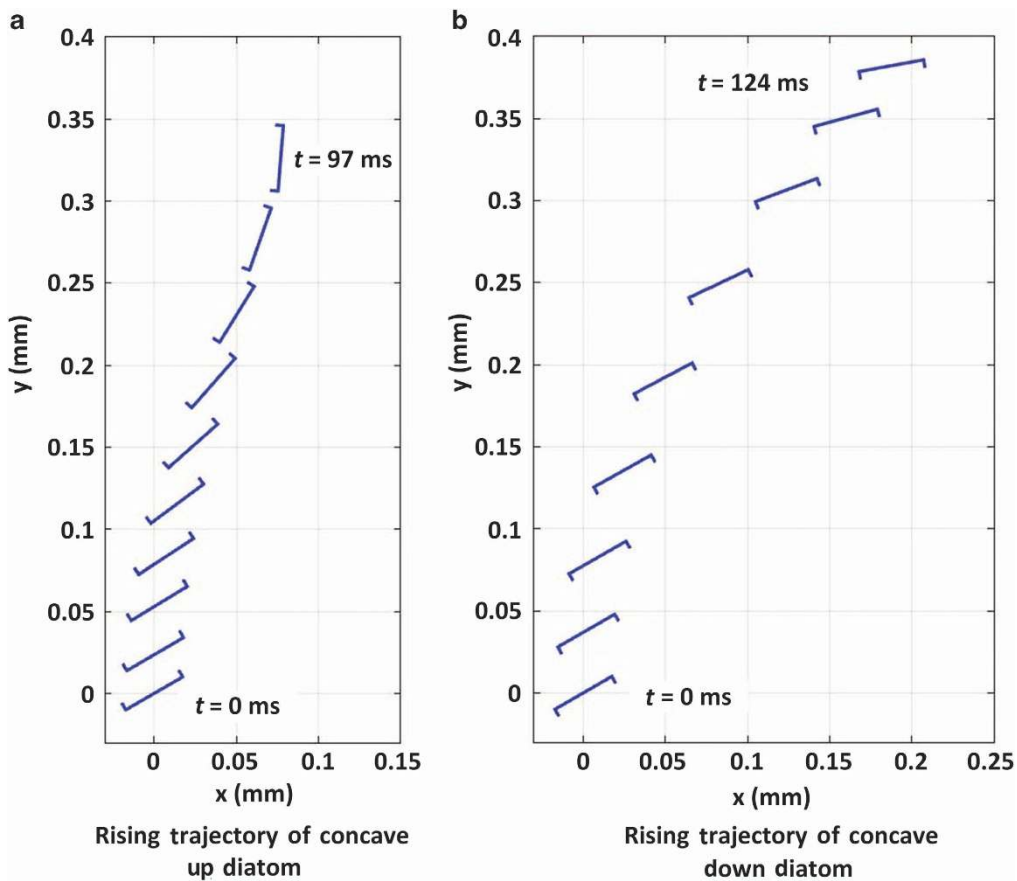 a
0.4
0.35
0.3
0.25
0.2
0.15
0.1
0.05
0
y (mm)
t = 97 ms
t = 0 ms
0 0.05 0.1 0.15
x (mm)
Rising trajectory of concave
up diatom
b
0.4
0.35
0.3
0.25
0.2
0.15
0.1
0.05
0
y (mm)
t = 124 ms
t = 0 ms
0 0.05 0.1 0.15 0.2 0.25
x (mm)
Rising trajectory of concave
down diatom